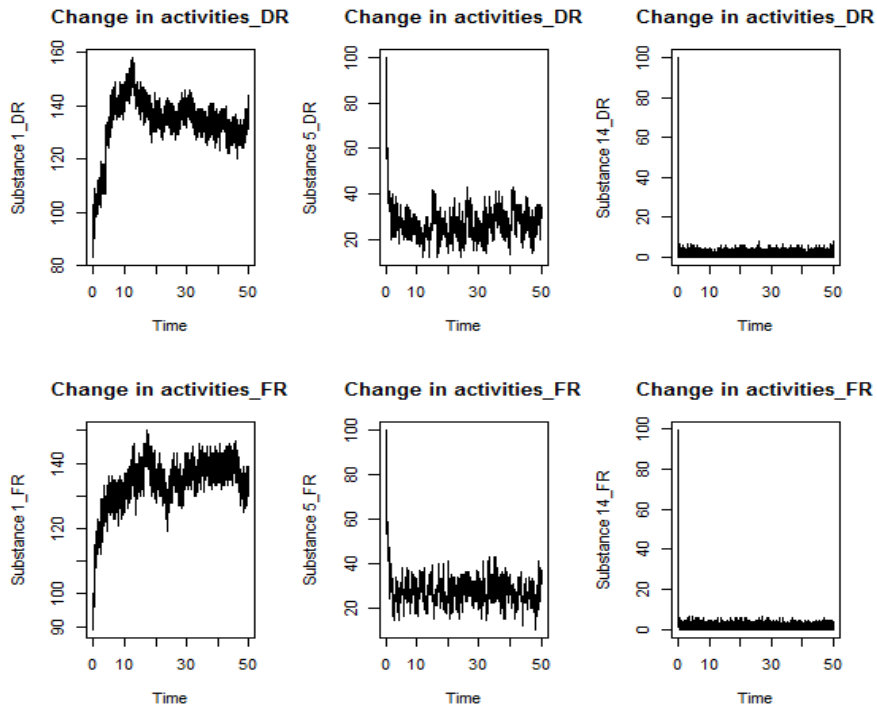 Change in activities_DR
Substance 1_DR
80 100 120 140 160
0 10 30 50
Time
Change in activities_DR
Substance 5_DR
20 40 60 80 100
0 10 30 50
Time
Change in activities_DR
Substance 14_DR
0 20 40 60 80 100
0 10 30 50
Time
Change in activities_FR
Substance 1_FR
90 100 120 140
0 10 30 50
Time
Change in activities_FR
Substance 5_FR
20 40 60 80 100
0 10 30 50
Time
Change in activities_FR
Substance 14_FR
0 20 40 60 80 100
0 10 30 50
Time